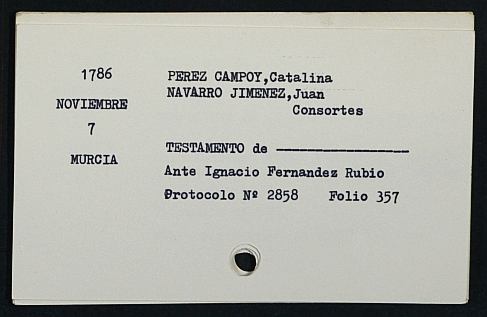 1786
NOVIEMBRE
7
MURCIA
PEREZ CAMPOY,Catalina
NAVARRO JIMENEZ,Juan
Consortes
TESTAMENTO de -----------------
Ante Ignacio Fernandez Rubio
Protocolo Nº 2858 Folio 357